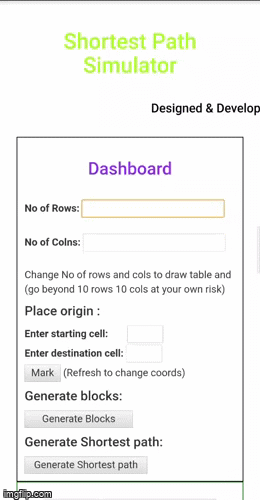 Shortest Path
Simulator
Designed & Develop
Dashboard
No of Rows:
No of Colns:
Change No of rows and cols to draw table and
(go beyond 10 rows 10 cols at your own risk)
Place origin :
Enter starting cell:
Enter destination cell:
Mark (Refresh to change coords)
Generate blocks:
Generate Blocks
Generate Shortest path:
Generate Shortest path
imgflip.com